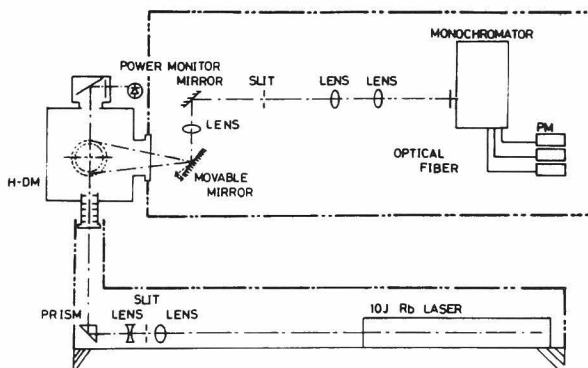 MONOCHROMATOR
POWER MONITOR
MIRROR
SLIT
LENS
LENS
LENS
PM
OPTICAL
FIBER
H-DM
MOVABLE
MIRROR
SLIT
PRISM
LENS
LENS
10J Rb LASER